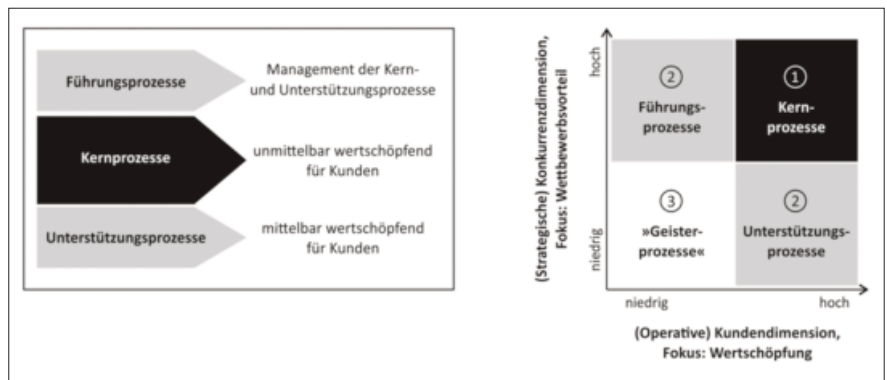 Führungsprozesse
Management der Kern-
und Unterstützungsprozesse
Kernprozesse
unmittelbar wertschöpfend
für Kunden
Unterstützungsprozesse
mittelbar wertschöpfend
für Kunden
(Strategische) Konkurrenzdimension,
Fokus: Wettbewerbsvorteil
hoch
niedrig
2
Führungs-
prozesse
1
Kern-
prozesse
3
»Geister-
prozesse«
2
Unterstützungs-
prozesse
niedrig
hoch
(Operative) Kundendimension,
Fokus: Wertschöpfung